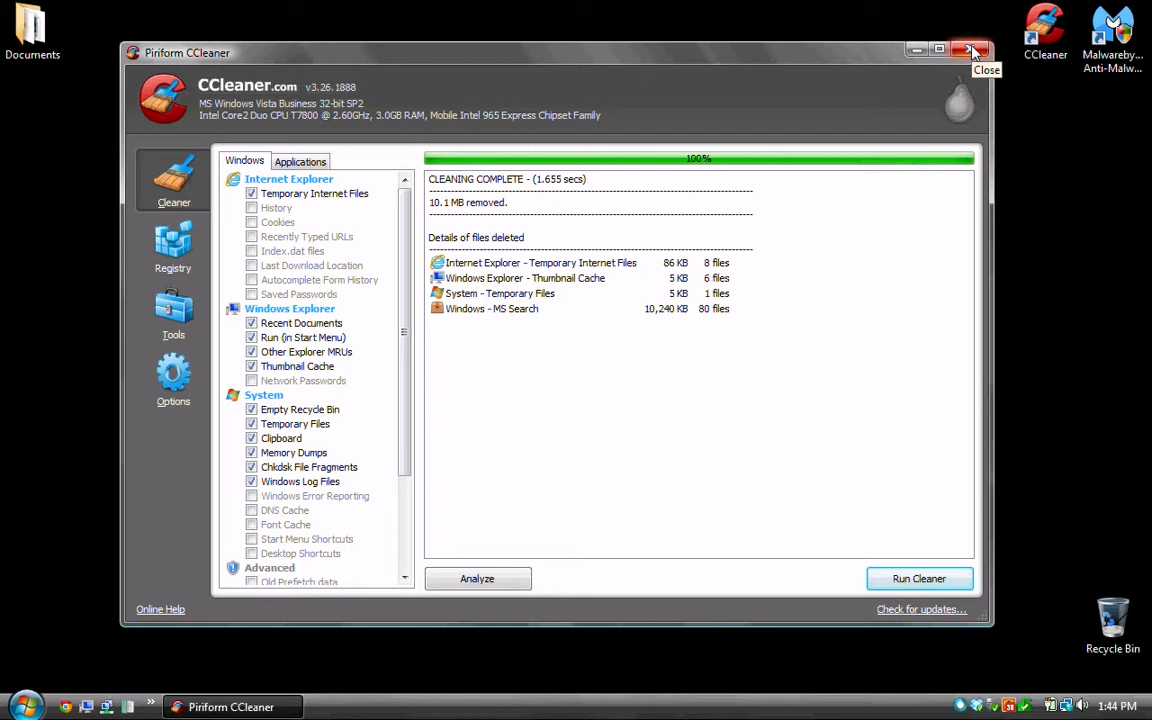 Documents
Piriform CCleaner
Close
CCleaner
Malwareby...
Anti-Malw...
CCleaner.com v3.26.1888
MS Windows Vista Business 32-bit SP2
Intel Core2 Duo CPU T7800 @ 2.60GHz, 3.0GB RAM, Mobile Intel 965 Express Chipset Family
Cleaner
Registry
Tools
Options
Windows
Applications
Internet Explorer
Temporary Internet Files
History
Cookies
Recently Typed URLs
Index.dat files
Last Download Location
Autocomplete Form History
Saved Passwords
Windows Explorer
Recent Documents
Run (in Start Menu)
Other Explorer MRUs
Thumbnail Cache
Network Passwords
System
Empty Recycle Bin
Temporary Files
Clipboard
Memory Dumps
Chkdsk File Fragments
Windows Log Files
Windows Error Reporting
DNS Cache
Font Cache
Start Menu Shortcuts
Desktop Shortcuts
Advanced
Old Prefetch data
100%
CLEANING COMPLETE - (1.655 secs)
10.1 MB removed.
Details of files deleted
Internet Explorer - Temporary Internet Files 86 KB 8 files
Windows Explorer - Thumbnail Cache 5 KB 6 files
System - Temporary Files 5 KB 1 files
Windows - MS Search 10,240 KB 80 files
Analyze
Run Cleaner
Online Help
Check for updates...
Recycle Bin
Piriform CCleaner
38
1:44 PM